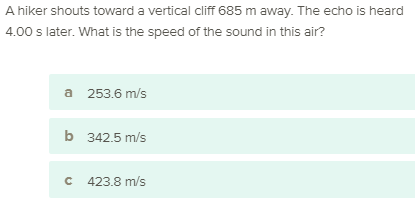 A hiker shouts toward a vertical cliff 685 m away. The echo is heard
4.00 s later. What is the speed of the sound in this air?
a 253.6 m/s
b 342.5 m/s
c 423.8 m/s